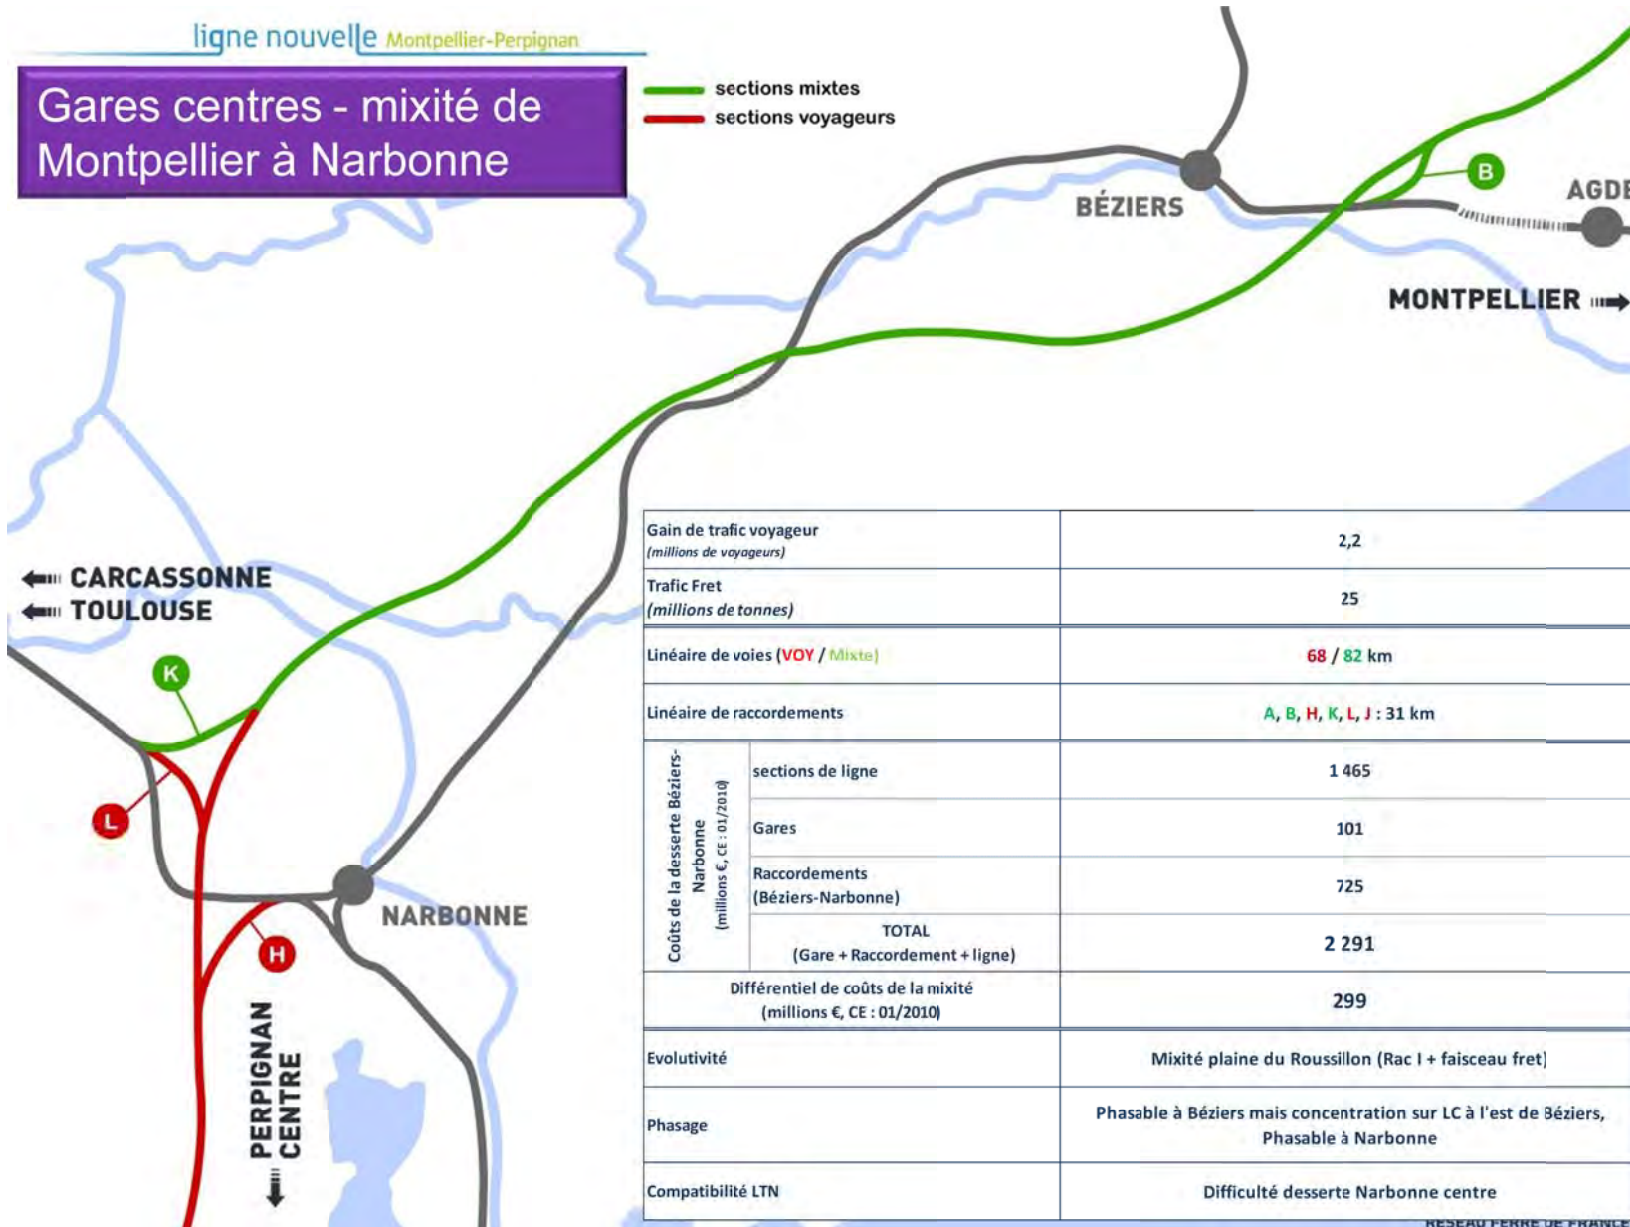 ligne nouvelle Montpellier-Perpignan
Gares centres - mixité de
Montpellier à Narbonne
sections mixtes
sections voyageurs
B
AGDE
BÉZIERS
MONTPELLIER
CARCASSONNE
TOULOUSE
K
L
NARBONNE
H
PERPIGNAN
CENTRE
Gain de trafic voyageur
(millions de voyageurs)
2,2
Trafic Fret
(millions de tonnes)
25
Linéaire de voies (VOY / Mixte)
68 / 82 km
Linéaire de raccordements
A, B, H, K, L, J : 31 km
Coûts de la desserte Béziers-
Narbonne
(millions €, CE : 01/2010)
sections de ligne
1 465
Gares
101
Raccordements
(Béziers-Narbonne)
725
TOTAL
(Gare + Raccordement + ligne)
2 291
Différentiel de coûts de la mixité
(millions €, CE : 01/2010)
299
Evolutivité
Mixité plaine du Roussillon (Rac I + faisceau fret)
Phasage
Phasable à Béziers mais concentration sur LC à l'est de Béziers,
Phasable à Narbonne
Compatibilité LTN
Difficulté desserte Narbonne centre
RESEAU FERRE DE FRANCE